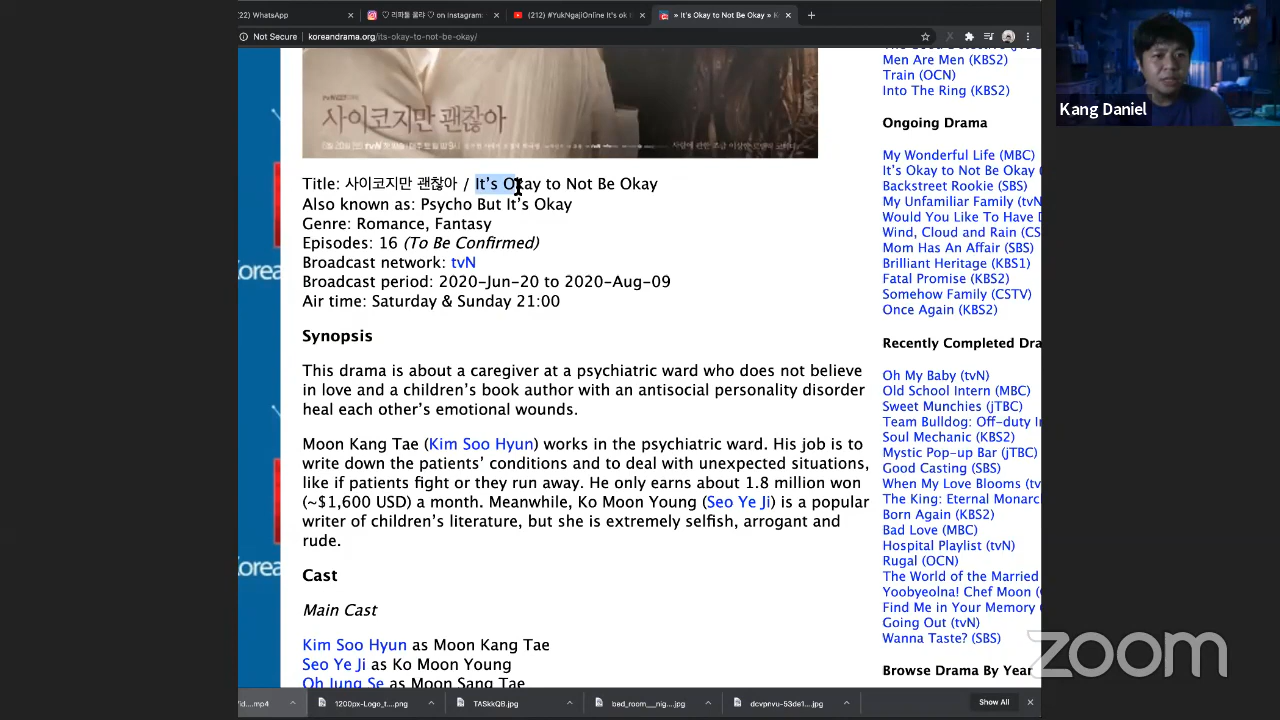 22) WhatsApp
♡ 리파툴 울랴 ♡ on Instagram:
(212) #YukNgajiOnline It's ok t
» It's Okay to Not Be Okay » K
Not Secure
koreandrama.org/its-okay-to-not-be-okay/
tvN
Kang Daniel
사이코지만 괜찮아
Title: 사이코지만 괜찮아 / It's Okay to Not Be Okay
Also known as: Psycho But It's Okay
Genre: Romance, Fantasy
Episodes: 16 (To Be Confirmed)
Broadcast network: tvN
Broadcast period: 2020-Jun-20 to 2020-Aug-09
Air time: Saturday & Sunday 21:00
Synopsis
This drama is about a caregiver at a psychiatric ward who does not believe
in love and a children's book author with an antisocial personality disorder
heal each other's emotional wounds.
Moon Kang Tae (Kim Soo Hyun) works in the psychiatric ward. His job is to
write down the patients' conditions and to deal with unexpected situations,
like if patients fight or they run away. He only earns about 1.8 million won
(~$1,600 USD) a month. Meanwhile, Ko Moon Young (Seo Ye Ji) is a popular
writer of children's literature, but she is extremely selfish, arrogant and
rude.
Cast
Main Cast
Kim Soo Hyun as Moon Kang Tae
Seo Ye Ji as Ko Moon Young
Oh Jung Se as Moon Sang Tae
Men Are Men (KBS2)
Train (OCN)
Into The Ring (KBS2)
Ongoing Drama
My Wonderful Life (MBC)
It's Okay to Not Be Okay (
Backstreet Rookie (SBS)
My Unfamiliar Family (tvN
Would You Like To Have D
Wind, Cloud and Rain (CS
Mom Has An Affair (SBS)
Brilliant Heritage (KBS1)
Fatal Promise (KBS2)
Somehow Family (CSTV)
Once Again (KBS2)
Recently Completed Dra
Oh My Baby (tvN)
Old School Intern (MBC)
Sweet Munchies (jTBC)
Team Bulldog: Off-duty In
Soul Mechanic (KBS2)
Mystic Pop-up Bar (jTBC)
Good Casting (SBS)
When My Love Blooms (tv
The King: Eternal Monarc
Born Again (KBS2)
Bad Love (MBC)
Hospital Playlist (tvN)
Rugal (OCN)
The World of the Married
Yoobyeolna! Chef Moon (
Find Me in Your Memory (
Going Out (tvN)
Wanna Taste? (SBS)
Browse Drama By Year
orea
orea
zoom
id....mp4
1200px-Logo_t....png
TASkkQB.jpg
bed_room__nig....jpg
dcvpnvu-53de1....jpg
Show All